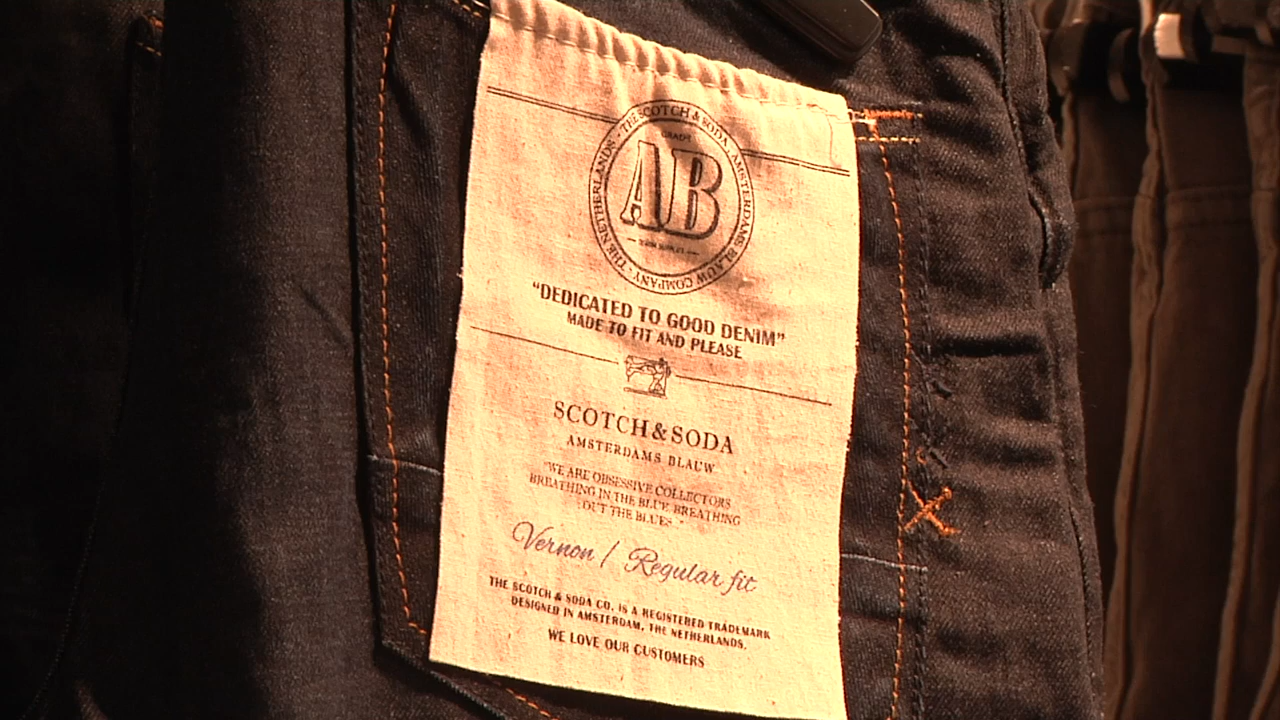 THE SCOTCH & SODA · AMSTERDAMS BLAUW COMPANY · THE NETHERLANDS ·
AB
"DEDICATED TO GOOD DENIM"
MADE TO FIT AND PLEASE
SCOTCH&SODA
AMSTERDAMS BLAUW
"WE ARE OBSESSIVE COLLECTORS
BREATHING IN THE BLUE BREATHING
OUT THE BLUES"
Vernon / Regular fit
THE SCOTCH & SODA CO. IS A REGISTERED TRADEMARK
DESIGNED IN AMSTERDAM, THE NETHERLANDS.
WE LOVE OUR CUSTOMERS